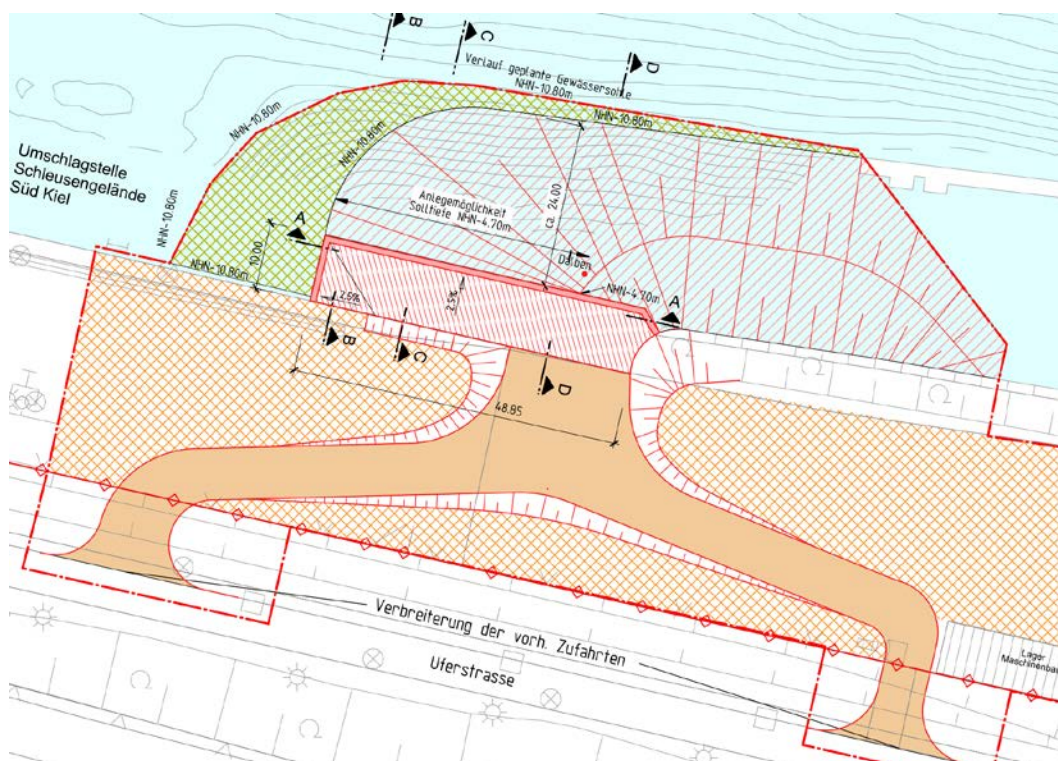 B
C
D
Verlauf geplante Gewässersohle
NHN-10.80m
NHN-10.80m
NHN-10.80m
NHN-10.80m
Umschlagstelle
Schleusengelände
Süd Kiel
NHN-10.80m
Anlegemöglichkeit
Solltiefe NHN-4.70m
ca. 24.00
A
10.00
NHN-10.80m
Dalben
NHN-4.70m
A
2.5%
2.5%
B
C
D
48.85
Verbreiterung der vorh. Zufahrten
Uferstrasse
Lager
Maschinenbau